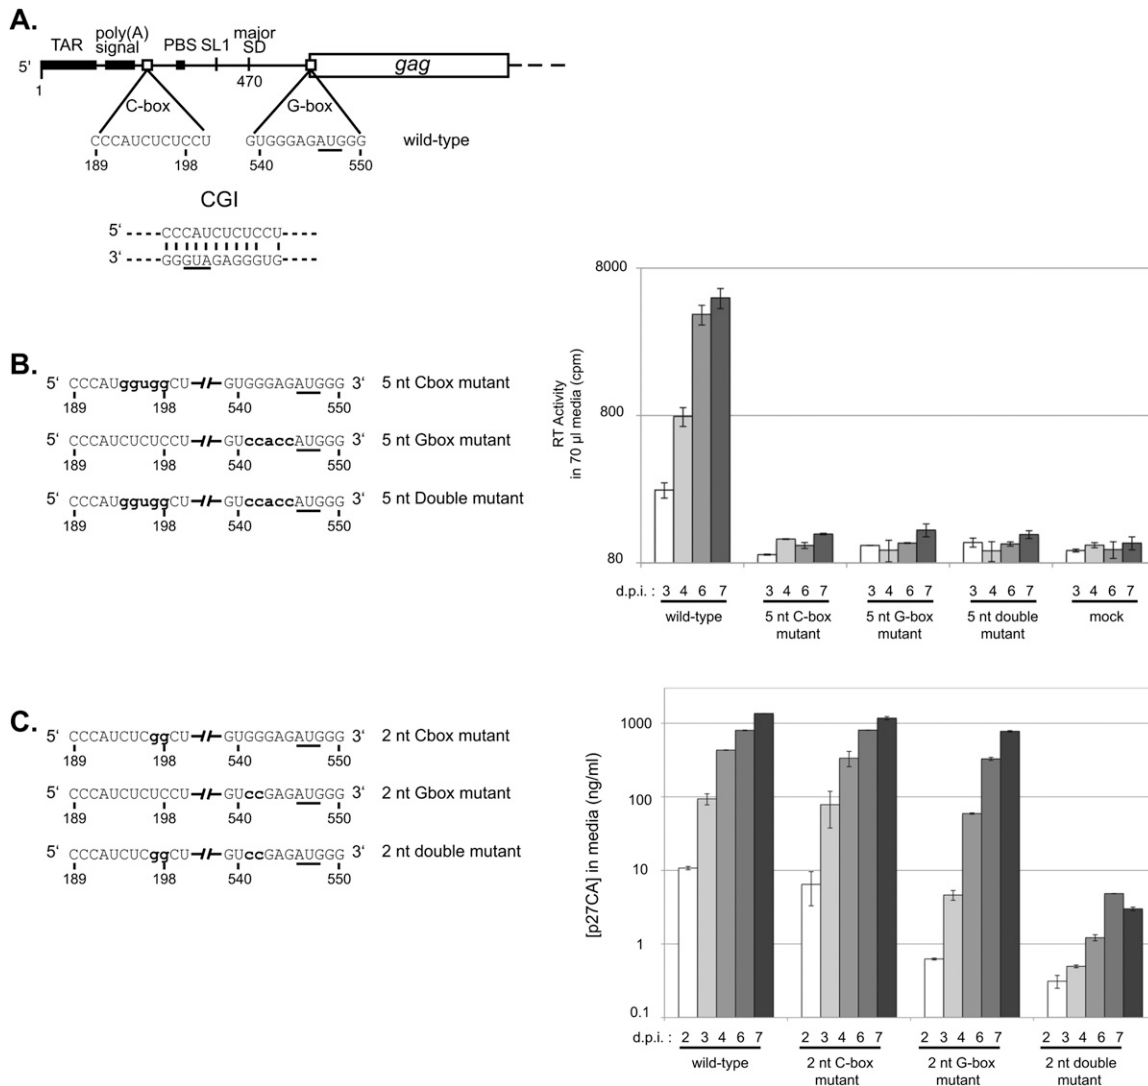 A.
TAR
poly(A) signal
PBS
SL1
major SD
5‘
1
470
gag
C-box
G-box
CCCAUCUCUCCU
GUGGGAGAUGGG
wild-type
189
198
540
550
CGI
5‘ CCCAUCUCUCCU
3‘ GGGUAGAGGGUG
B.
5‘ CCCAUgguggCU GUGGGAGAUGGG 3‘ 5 nt Cbox mutant
189 198 540 550
5‘ CCCAUCUCUCCU GUccaccAUGGG 3‘ 5 nt Gbox mutant
189 198 540 550
5‘ CCCAUgguggCU GUccaccAUGGG 3‘ 5 nt Double mutant
189 198 540 550
RT Activity
in 70 µl media (cpm)
8000
800
80
d.p.i. : 3 4 6 7 3 4 6 7 3 4 6 7 3 4 6 7 3 4 6 7
wild-type
5 nt C-box mutant
5 nt G-box mutant
5 nt double mutant
mock
C.
5‘ CCCAUCUCggCU GUGGGAGAUGGG 3‘ 2 nt Cbox mutant
189 198 540 550
5‘ CCCAUCUCUCCU GUccGAGAUGGG 3‘ 2 nt Gbox mutant
189 198 540 550
5‘ CCCAUCUCggCU GUccGAGAUGGG 3‘ 2 nt double mutant
189 198 540 550
[p27CA] in media (ng/ml)
1000
100
10
1
0.1
d.p.i. : 2 3 4 6 7 2 3 4 6 7 2 3 4 6 7 2 3 4 6 7
wild-type
2 nt C-box mutant
2 nt G-box mutant
2 nt double mutant